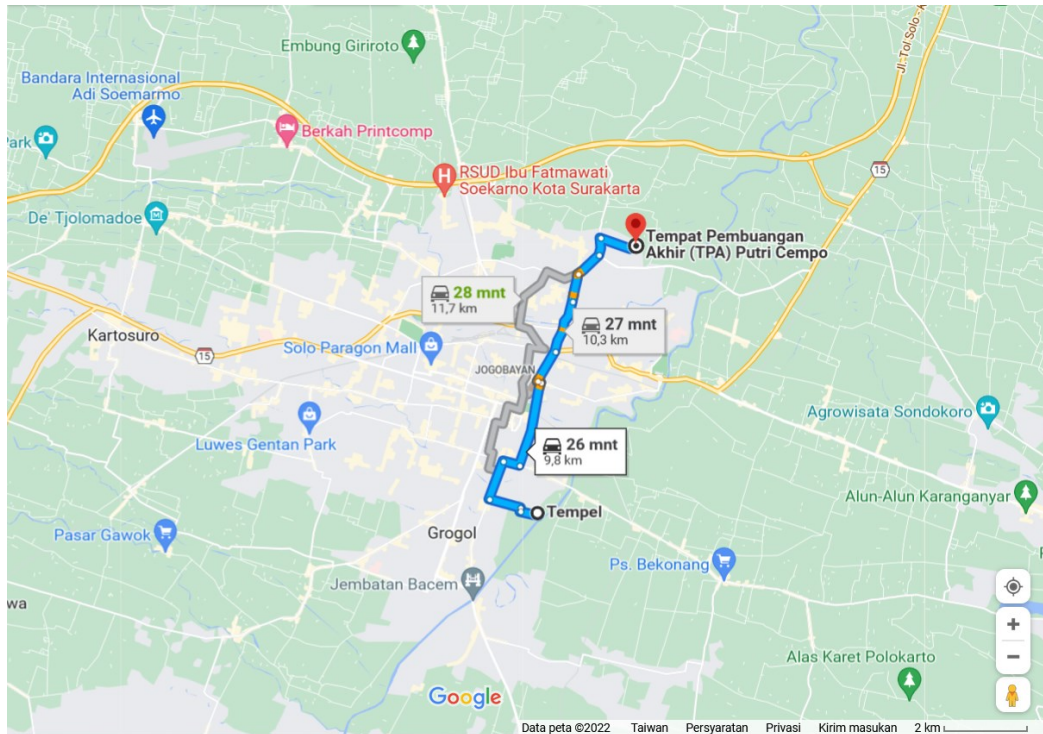 Embung Giriroto
Jl. Tol Solo - K
Bandara Internasional
Adi Soemarmo
Park
Berkah Printcomp
15
RSUD Ibu Fatmawati
Soekarno Kota Surakarta
De' Tjolomadoe
Tempat Pembuangan
Akhir (TPA) Putri Cempo
28 mnt
11,7 km
27 mnt
10,3 km
Kartosuro
15
Solo Paragon Mall
JOGOBAYAN
Agrowisata Sondokoro
Luwes Gentan Park
26 mnt
9,8 km
Alun-Alun Karanganyar
Tempel
Pasar Gawok
Grogol
Ps. Bekonang
Jembatan Bacem
wa
Alas Karet Polokarto
Google
Data peta ©2022 Taiwan Persyaratan Privasi Kirim masukan 2 km